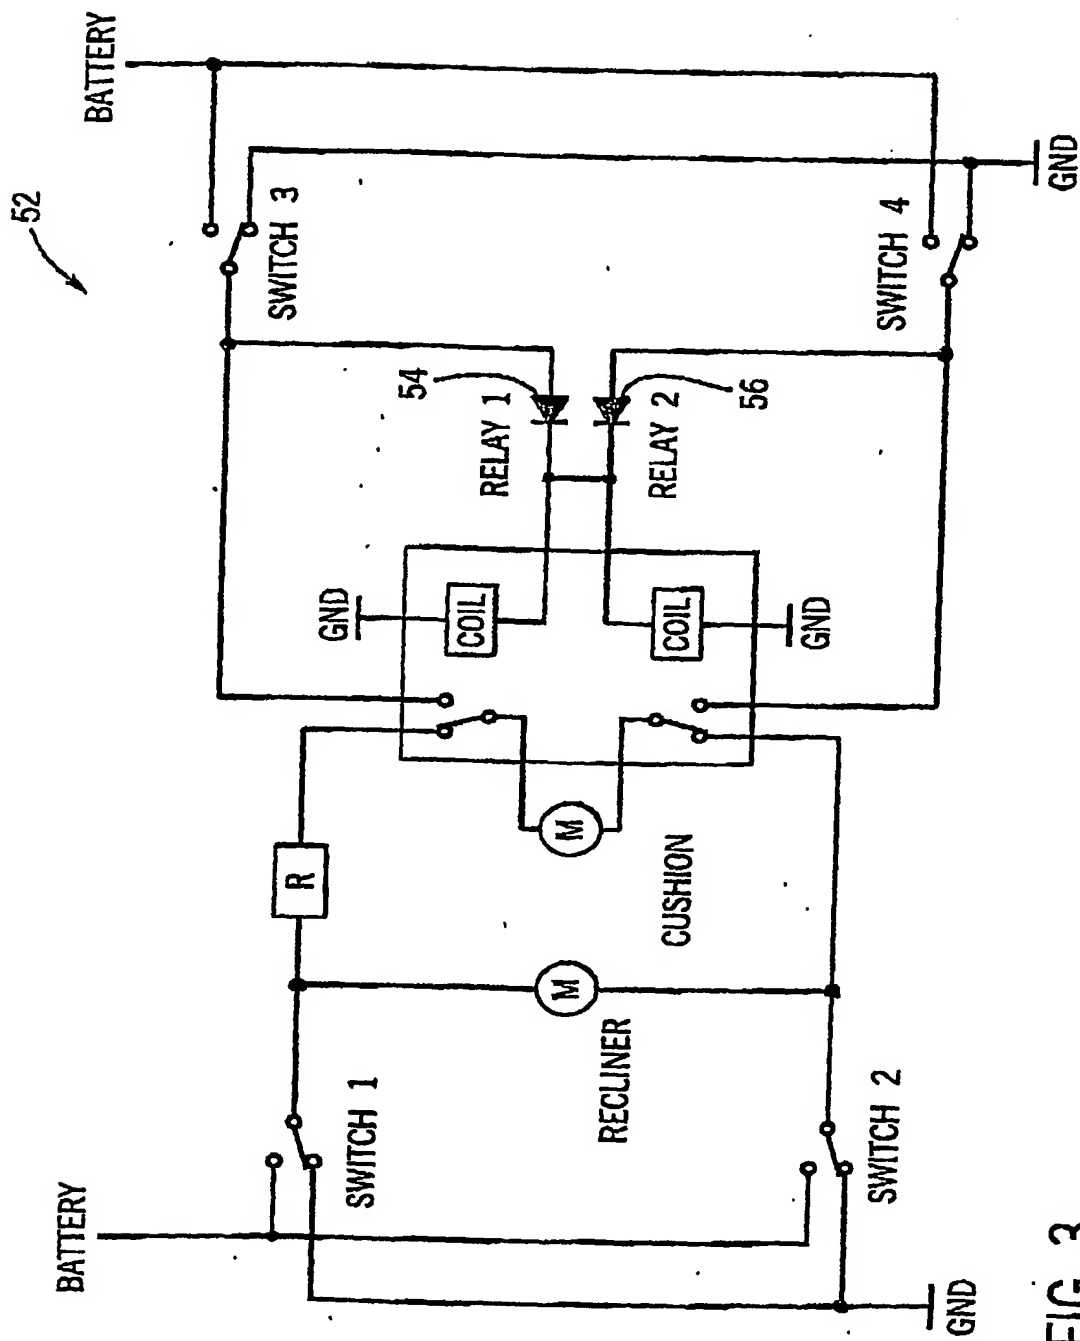 52
BATTERY
BATTERY
SWITCH 1
SWITCH 3
R
GND
54
RELAY 1
COIL
RECLINER
M
M
CUSHION
COIL
RELAY 2
56
GND
SWITCH 2
SWITCH 4
GND
GND
FIG 3